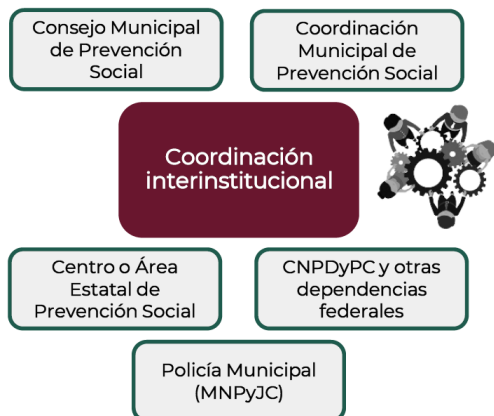 Consejo Municipal
de Prevención
Social
Coordinación
Municipal de
Prevención Social
Coordinación
interinstitucional
Centro o Área
Estatal de
Prevención Social
CNPDyPC y otras
dependencias
federales
Policía Municipal
(MNPyJC)